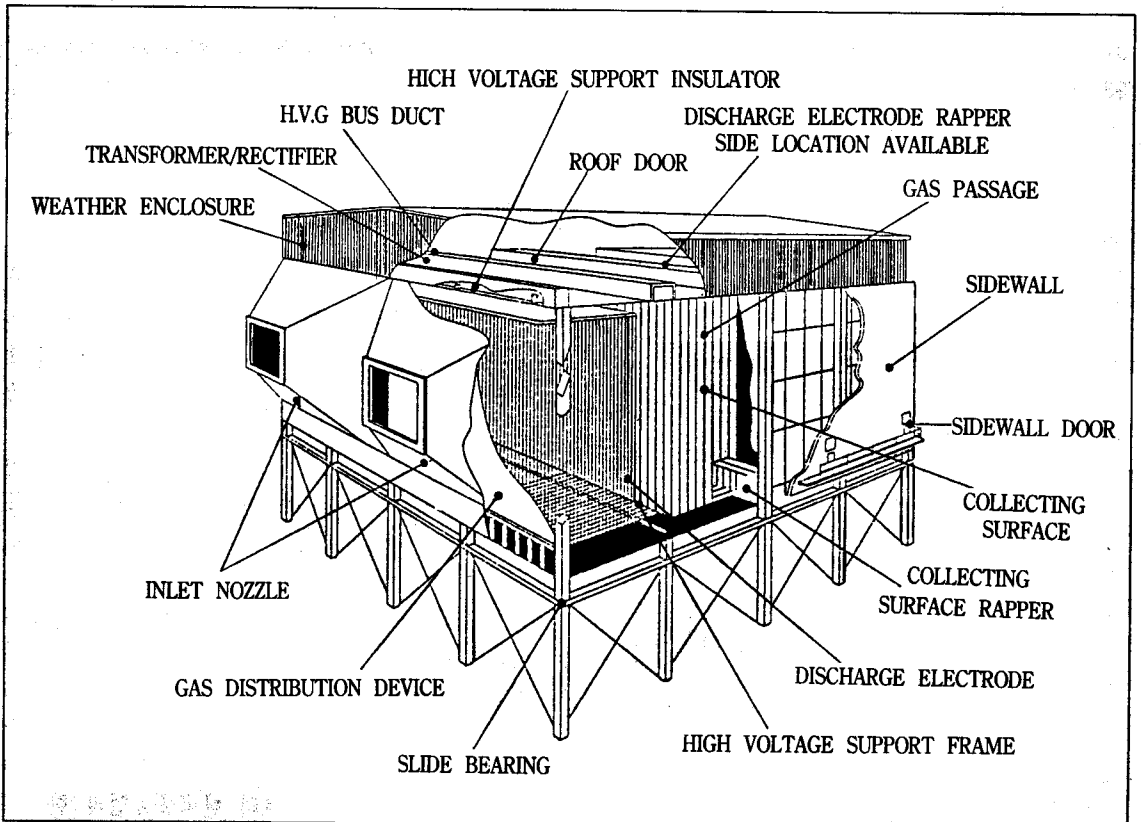 HICH VOLTAGE SUPPORT INSULATOR
H.V.G BUS DUCT
DISCHARGE ELECTRODE RAPPER
SIDE LOCATION AVAILABLE
TRANSFORMER/RECTIFIER
ROOF DOOR
GAS PASSAGE
WEATHER ENCLOSURE
SIDEWALL
SIDEWALL DOOR
COLLECTING
SURFACE
INLET NOZZLE
COLLECTING
SURFACE RAPPER
GAS DISTRIBUTION DEVICE
DISCHARGE ELECTRODE
HIGH VOLTAGE SUPPORT FRAME
SLIDE BEARING